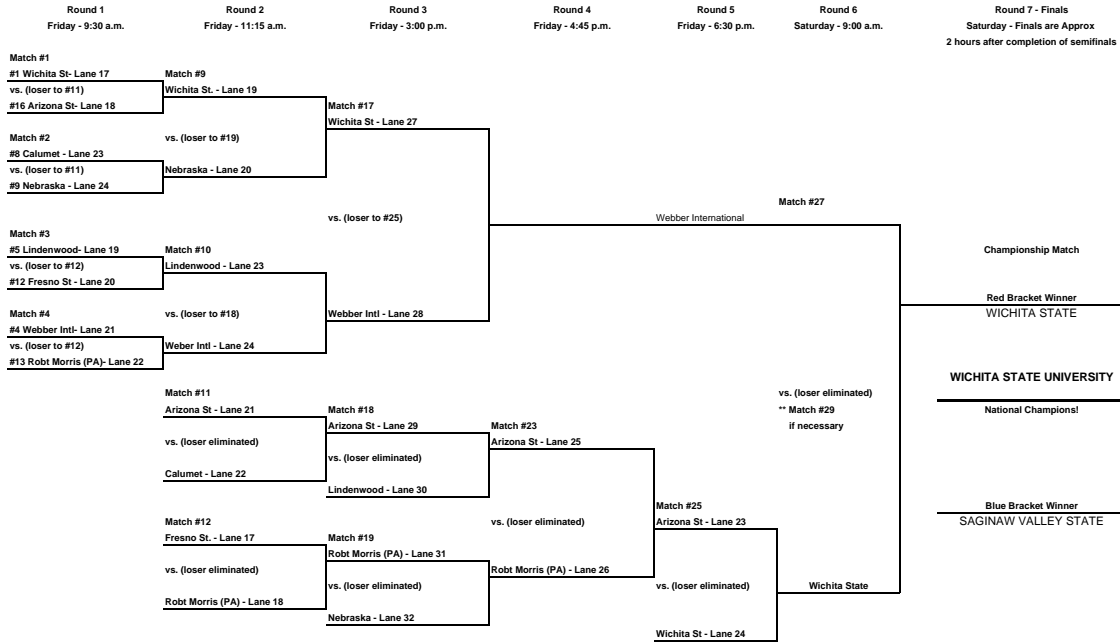 Round 1
Friday - 9:30 a.m.
Round 2
Friday - 11:15 a.m.
Round 3
Friday - 3:00 p.m.
Round 4
Friday - 4:45 p.m.
Round 5
Friday - 6:30 p.m.
Round 6
Saturday - 9:00 a.m.
Round 7 - Finals
Saturday - Finals are Approx
2 hours after completion of semifinals
Match #1
#1 Wichita St- Lane 17
vs. (loser to #11)
#16 Arizona St- Lane 18
Match #2
#8 Calumet - Lane 23
vs. (loser to #11)
#9 Nebraska - Lane 24
Match #3
#5 Lindenwood- Lane 19
vs. (loser to #12)
#12 Fresno St - Lane 20
Match #4
#4 Webber Intl- Lane 21
vs. (loser to #12)
#13 Robt Morris (PA)- Lane 22
Match #9
Wichita St. - Lane 19
vs. (loser to #19)
Nebraska - Lane 20
Match #10
Lindenwood - Lane 23
vs. (loser to #18)
Weber Intl - Lane 24
Match #11
Arizona St - Lane 21
vs. (loser eliminated)
Calumet - Lane 22
Match #12
Fresno St. - Lane 17
vs. (loser eliminated)
Robt Morris (PA) - Lane 18
Match #17
Wichita St - Lane 27
vs. (loser to #25)
Webber Intl - Lane 28
Match #18
Arizona St - Lane 29
vs. (loser eliminated)
Lindenwood - Lane 30
Match #19
Robt Morris (PA) - Lane 31
vs. (loser eliminated)
Nebraska - Lane 32
Match #23
Arizona St - Lane 25
vs. (loser eliminated)
Robt Morris (PA) - Lane 26
Match #25
Arizona St - Lane 23
vs. (loser eliminated)
Wichita St - Lane 24
Match #27
Webber International
vs. (loser eliminated)
** Match #29
if necessary
Wichita State
Championship Match
Red Bracket Winner
WICHITA STATE
WICHITA STATE UNIVERSITY
National Champions!
Blue Bracket Winner
SAGINAW VALLEY STATE